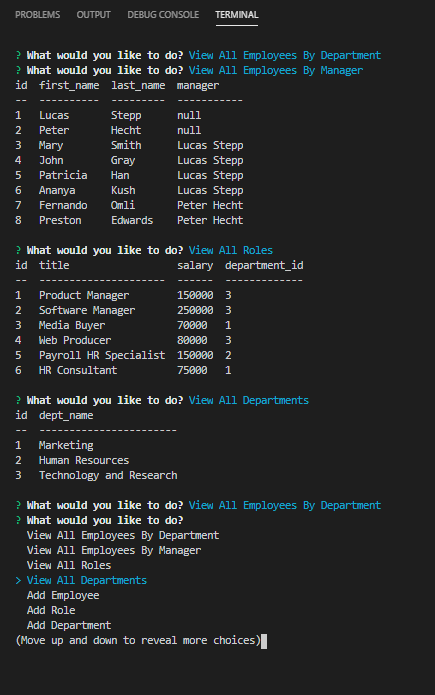 PROBLEMS OUTPUT DEBUG CONSOLE TERMINAL
? What would you like to do? View All Employees By Department
? What would you like to do? View All Employees By Manager
id  first_name  last_name  manager
--  ----------  ---------  -----------
1   Lucas       Stepp      null
2   Peter       Hecht      null
3   Mary        Smith      Lucas Stepp
4   John        Gray       Lucas Stepp
5   Patricia    Han        Lucas Stepp
6   Ananya      Kush       Lucas Stepp
7   Fernando    Omli       Peter Hecht
8   Preston     Edwards    Peter Hecht
? What would you like to do? View All Roles
id  title                  salary  department_id
--  ---------------------  ------  -------------
1   Product Manager        150000  3
2   Software Manager       250000  3
3   Media Buyer            70000   1
4   Web Producer           80000   3
5   Payroll HR Specialist  150000  2
6   HR Consultant          75000   1
? What would you like to do? View All Departments
id  dept_name
--  -----------------------
1   Marketing
2   Human Resources
3   Technology and Research
? What would you like to do? View All Employees By Department
? What would you like to do?
View All Employees By Department
View All Employees By Manager
View All Roles
> View All Departments
Add Employee
Add Role
Add Department
(Move up and down to reveal more choices)